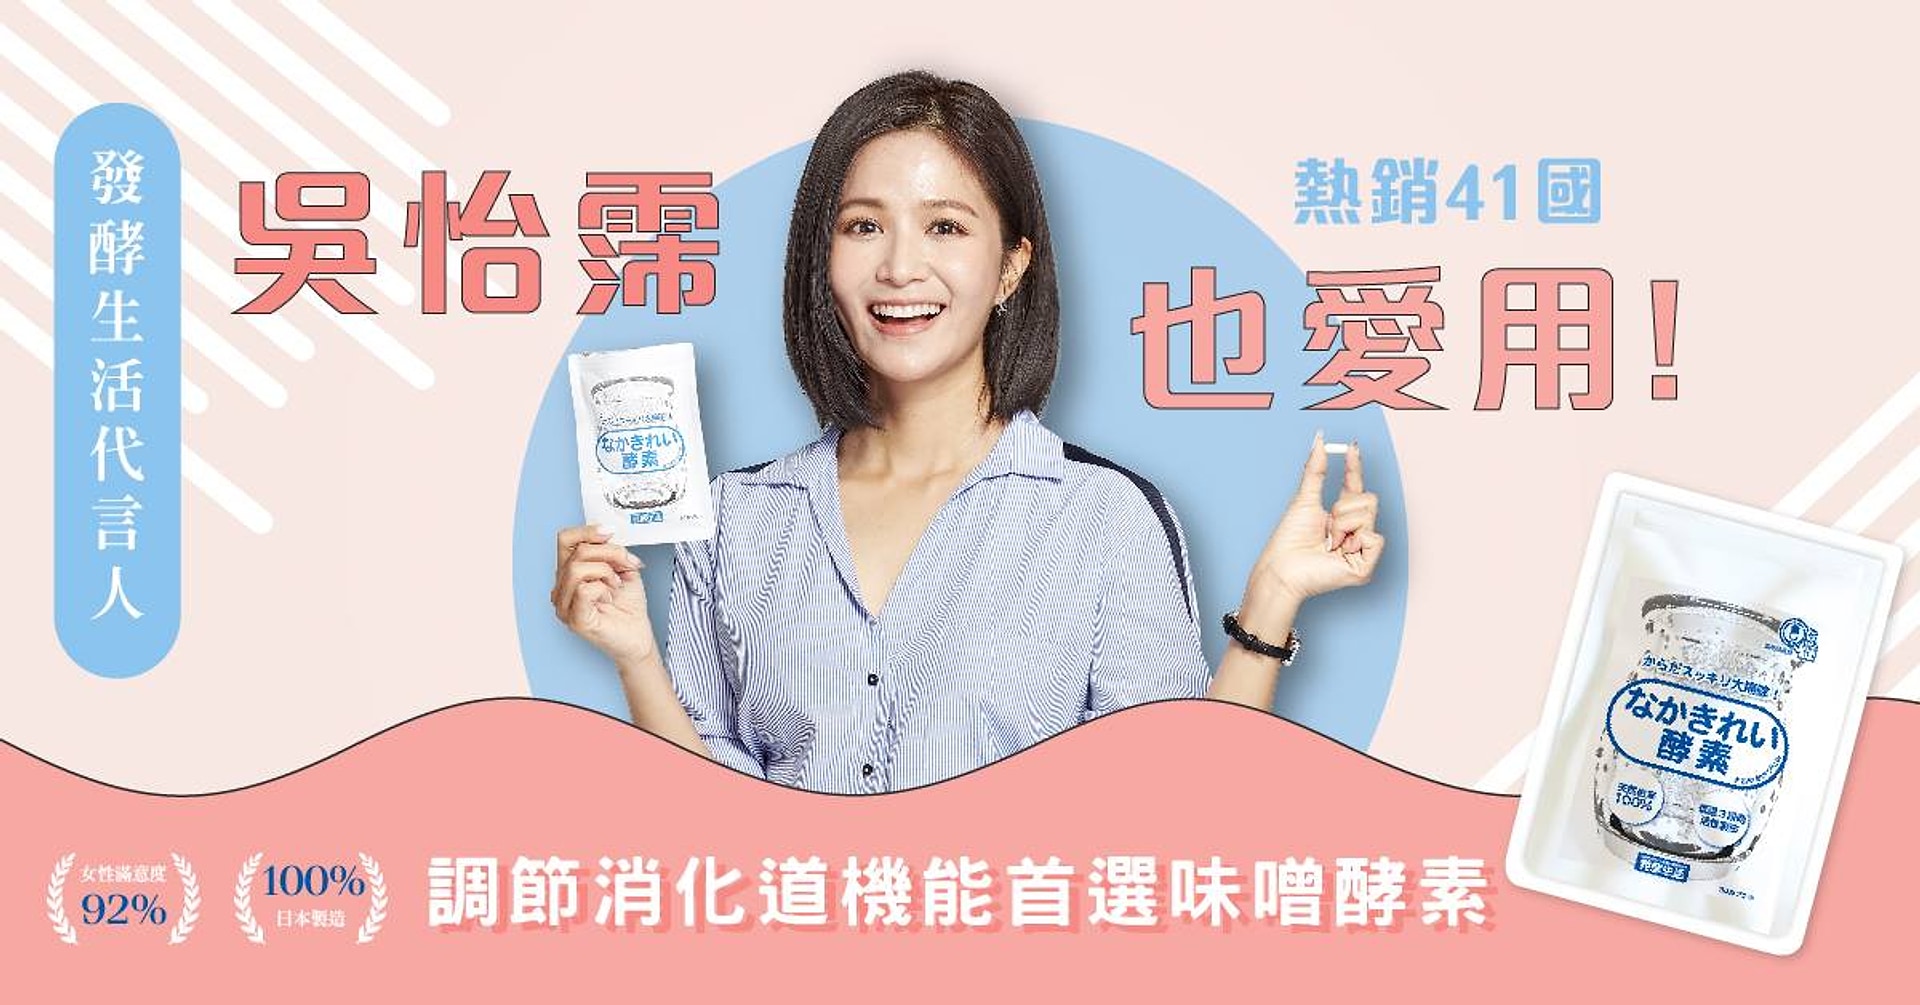 發酵生活代言人
吳怡霈
熱銷41國
也愛用!
なかきれい
酵素
からだスッキリ大掃除!
なかきれい
酵素
100%
発酵生活
女性滿意度
92%
100%
日本製造
調節消化道機能首選味噌酵素